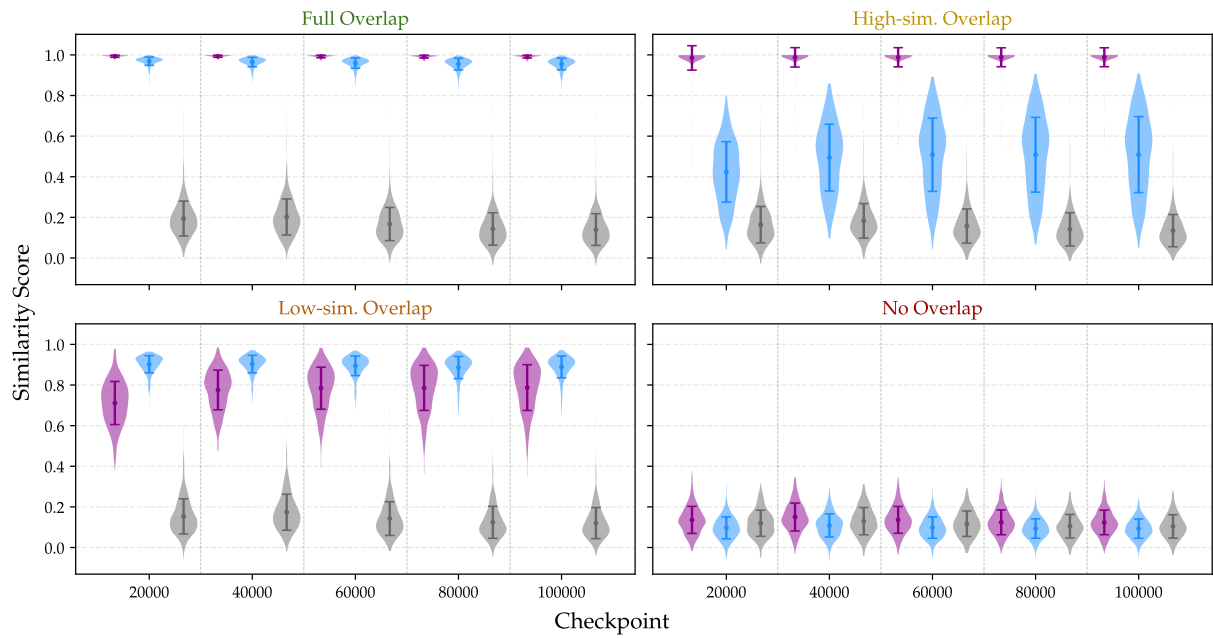 Full Overlap
High-sim. Overlap
1.0
0.8
0.6
0.4
0.2
0.0
Low-sim. Overlap
No Overlap
1.0
0.8
0.6
0.4
0.2
0.0
Similarity Score
20000 40000 60000 80000 100000
20000 40000 60000 80000 100000
Checkpoint